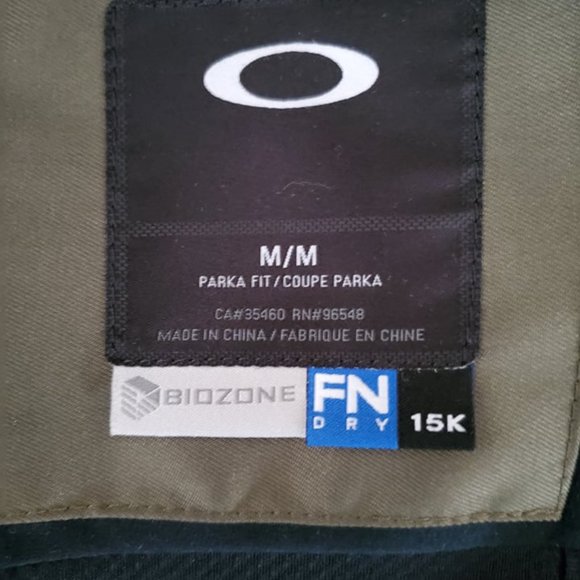 M/M
PARKA FIT / COUPE PARKA
CA#35460 RN#96548
MADE IN CHINA / FABRIQUE EN CHINE
BIOZONE FN DRY 15K